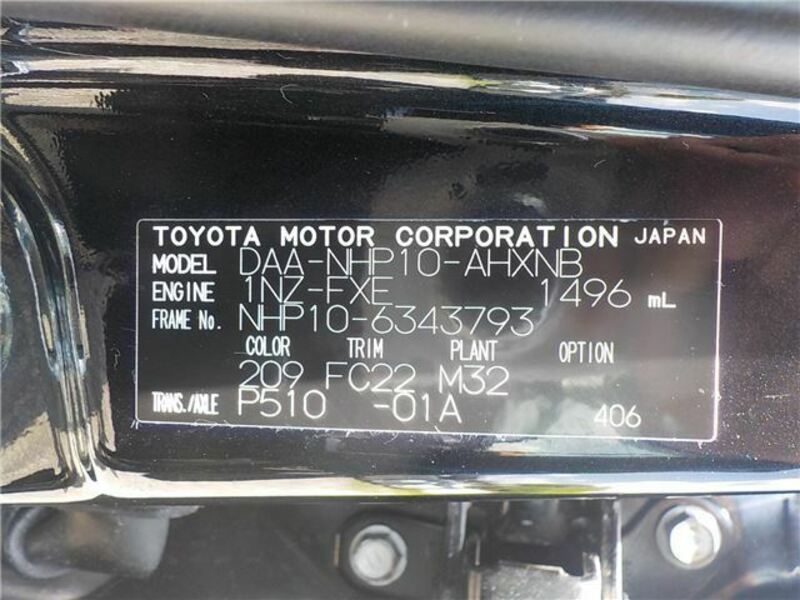 TOYOTA MOTOR CORPORATION JAPAN
MODEL DAA-NHP10-AHXNB
ENGINE 1NZ-FXE 1496 mL
FRAME No. NHP10-6343793
COLOR TRIM PLANT OPTION
209 FC22 M32
TRANS./AXLE P510 -01A 406